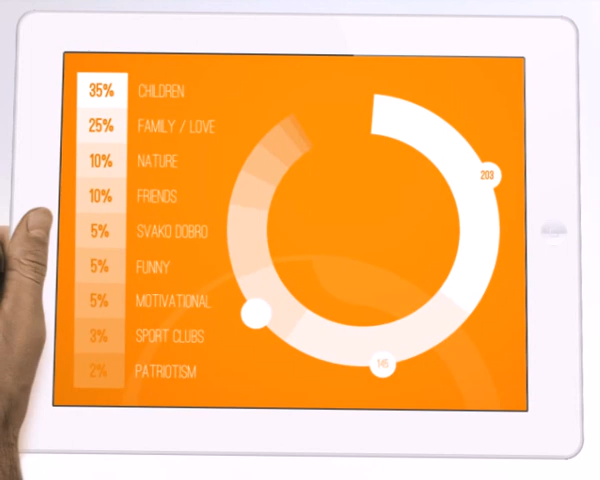 35% CHILDREN
25% FAMILY / LOVE
10% NATURE
10% FRIENDS
5% SVAKO DOBRO
5% FUNNY
5% MOTIVATIONAL
3% SPORT CLUBS
2% PATRIOTISM
203
145